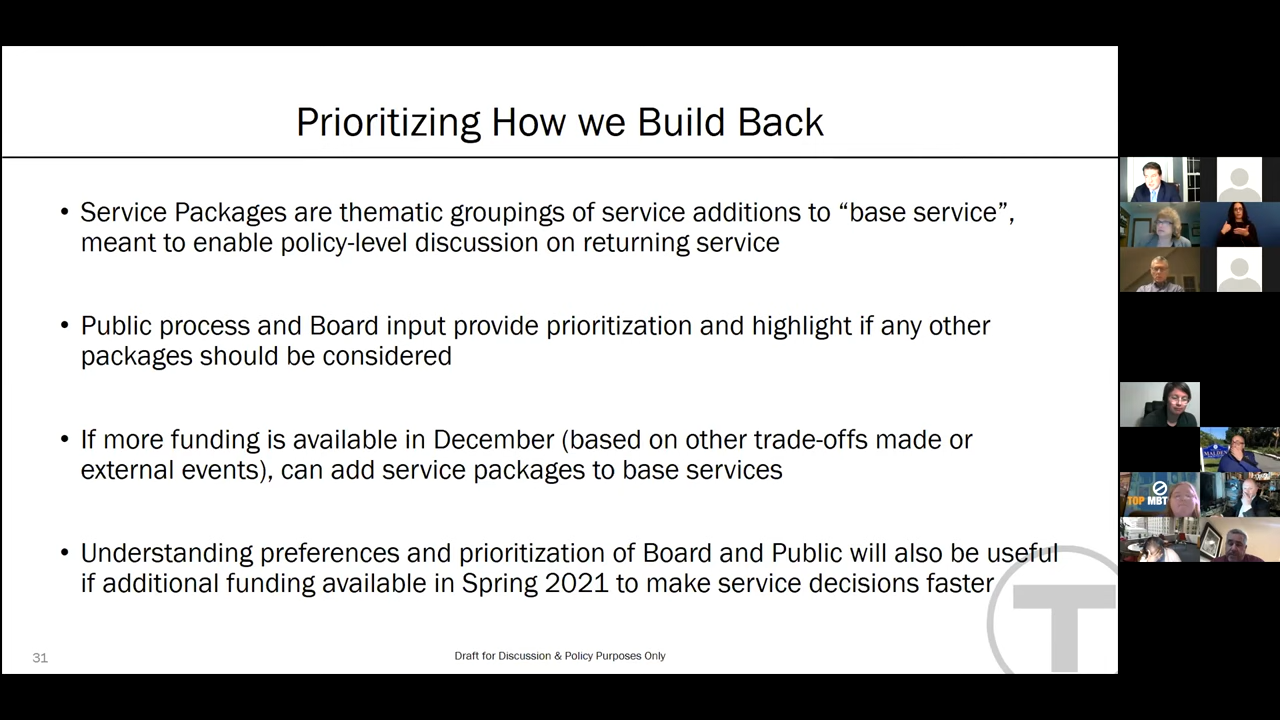 Prioritizing How we Build Back
• Service Packages are thematic groupings of service additions to “base service”,
meant to enable policy-level discussion on returning service
• Public process and Board input provide prioritization and highlight if any other
packages should be considered
• If more funding is available in December (based on other trade-offs made or
external events), can add service packages to base services
• Understanding preferences and prioritization of Board and Public will also be useful
if additional funding available in Spring 2021 to make service decisions faster
T
31
Draft for Discussion & Policy Purposes Only
MALDEN
TOP MBT